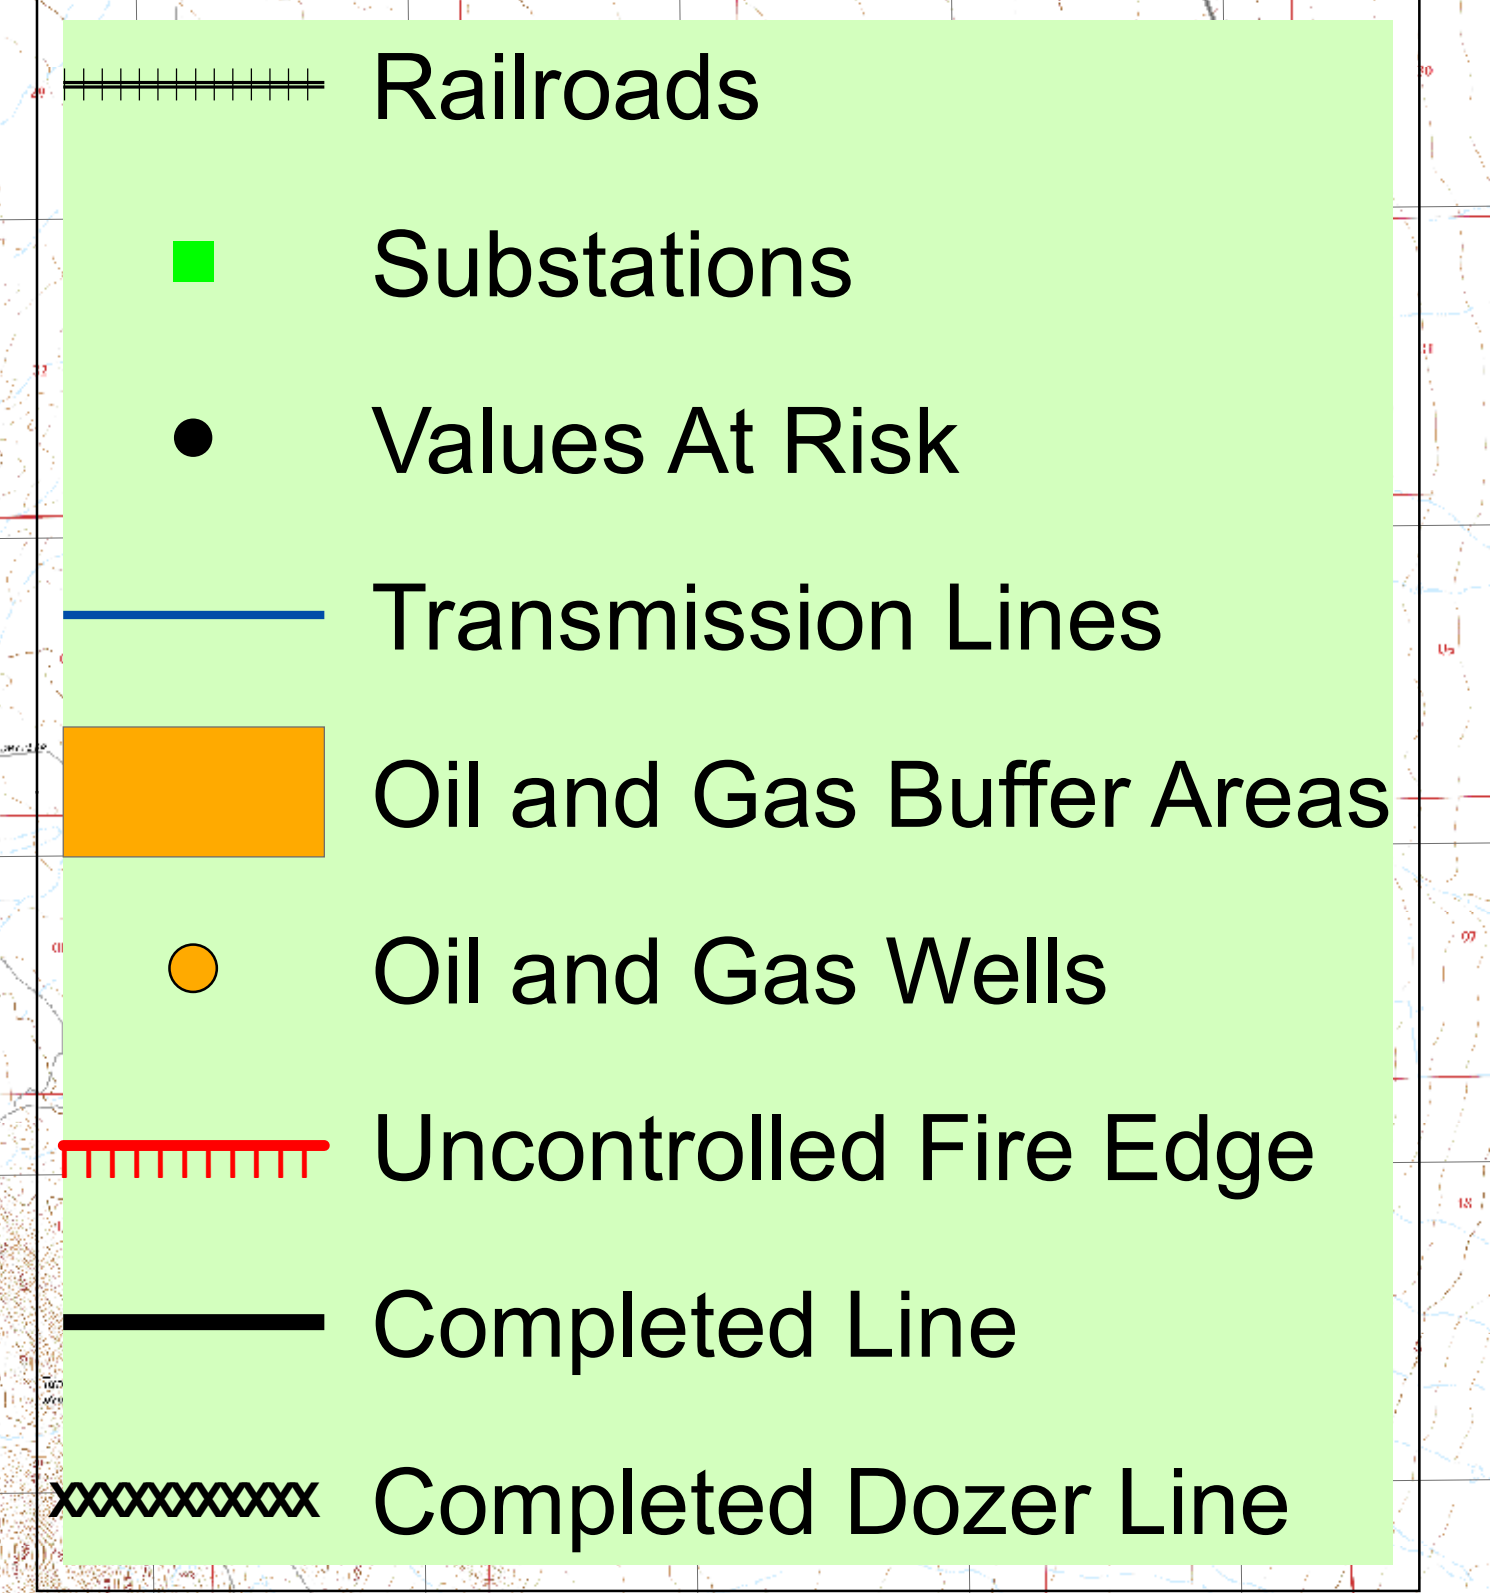 Railroads
Substations
Values At Risk
Transmission Lines
Oil and Gas Buffer Areas
Oil and Gas Wells
Uncontrolled Fire Edge
Completed Line
XXXXXXXXXXX Completed Dozer Line